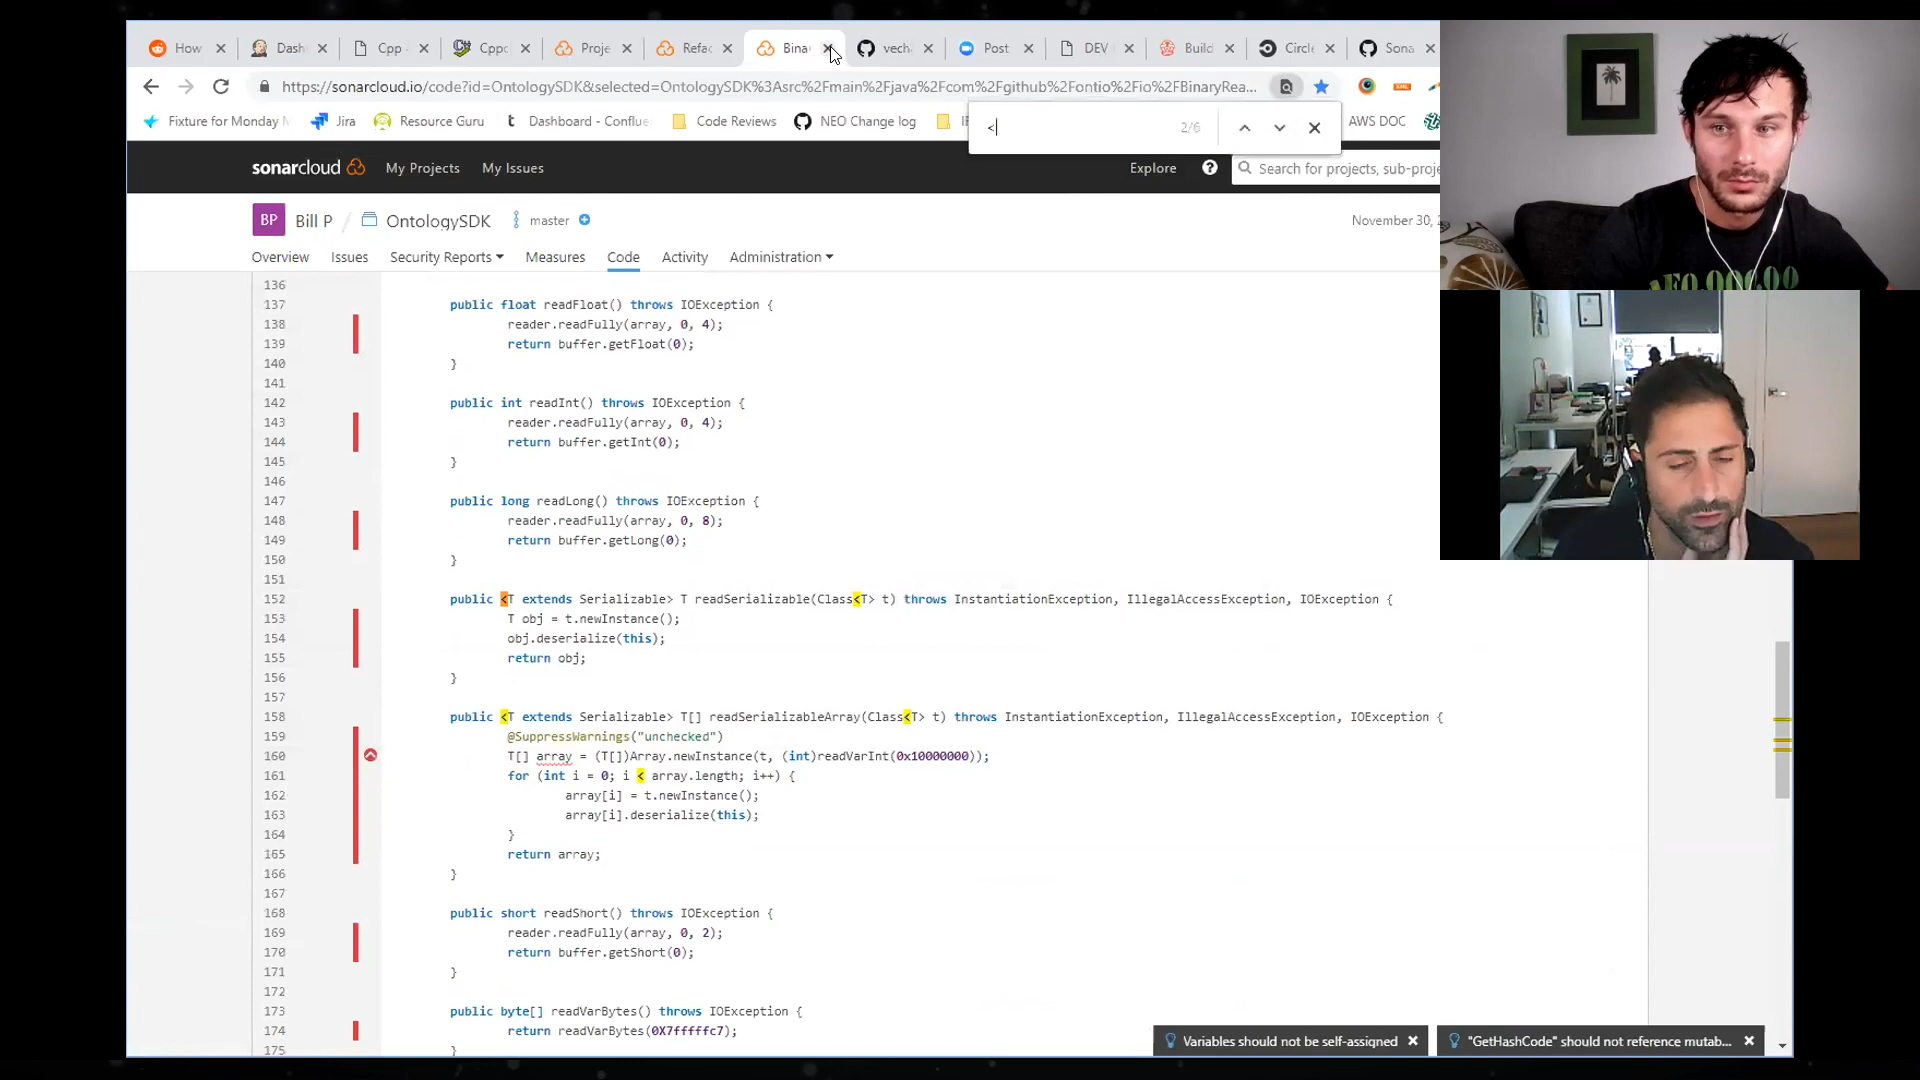 How
Dash
Cpp
Cppc
Proje
Refac
Bina
vech
Post
DEV
Build
Circle
Sona
https://sonarcloud.io/code?id=OntologySDK&selected=OntologySDK%3Asrc%2Fmain%2Fjava%2Fcom%2Fgithub%2Fontio%2Fio%2FBinaryRea...
Fixture for Monday
Jira
Resource Guru
t Dashboard - Conflue
Code Reviews
NEO Change log
AWS DOC
<
2/6
sonarcloud
My Projects
My Issues
Explore
?
Search for projects, sub-proje
BP
Bill P / OntologySDK
master
November 30, 2
Overview
Issues
Security Reports
Measures
Code
Activity
Administration
136
137 public float readFloat() throws IOException {
138 reader.readFully(array, 0, 4);
139 return buffer.getFloat(0);
140 }
141
142 public int readInt() throws IOException {
143 reader.readFully(array, 0, 4);
144 return buffer.getInt(0);
145 }
146
147 public long readLong() throws IOException {
148 reader.readFully(array, 0, 8);
149 return buffer.getLong(0);
150 }
151
152 public <T extends Serializable> T readSerializable(Class<T> t) throws InstantiationException, IllegalAccessException, IOException {
153 T obj = t.newInstance();
154 obj.deserialize(this);
155 return obj;
156 }
157
158 public <T extends Serializable> T[] readSerializableArray(Class<T> t) throws InstantiationException, IllegalAccessException, IOException {
159 @SuppressWarnings("unchecked")
160 T[] array = (T[])Array.newInstance(t, (int)readVarInt(0x10000000));
161 for (int i = 0; i < array.length; i++) {
162 array[i] = t.newInstance();
163 array[i].deserialize(this);
164 }
165 return array;
166 }
167
168 public short readShort() throws IOException {
169 reader.readFully(array, 0, 2);
170 return buffer.getShort(0);
171 }
172
173 public byte[] readVarBytes() throws IOException {
174 return readVarBytes(0X7fffffc7);
175 }
Variables should not be self-assigned
"GetHashCode" should not reference mutab...